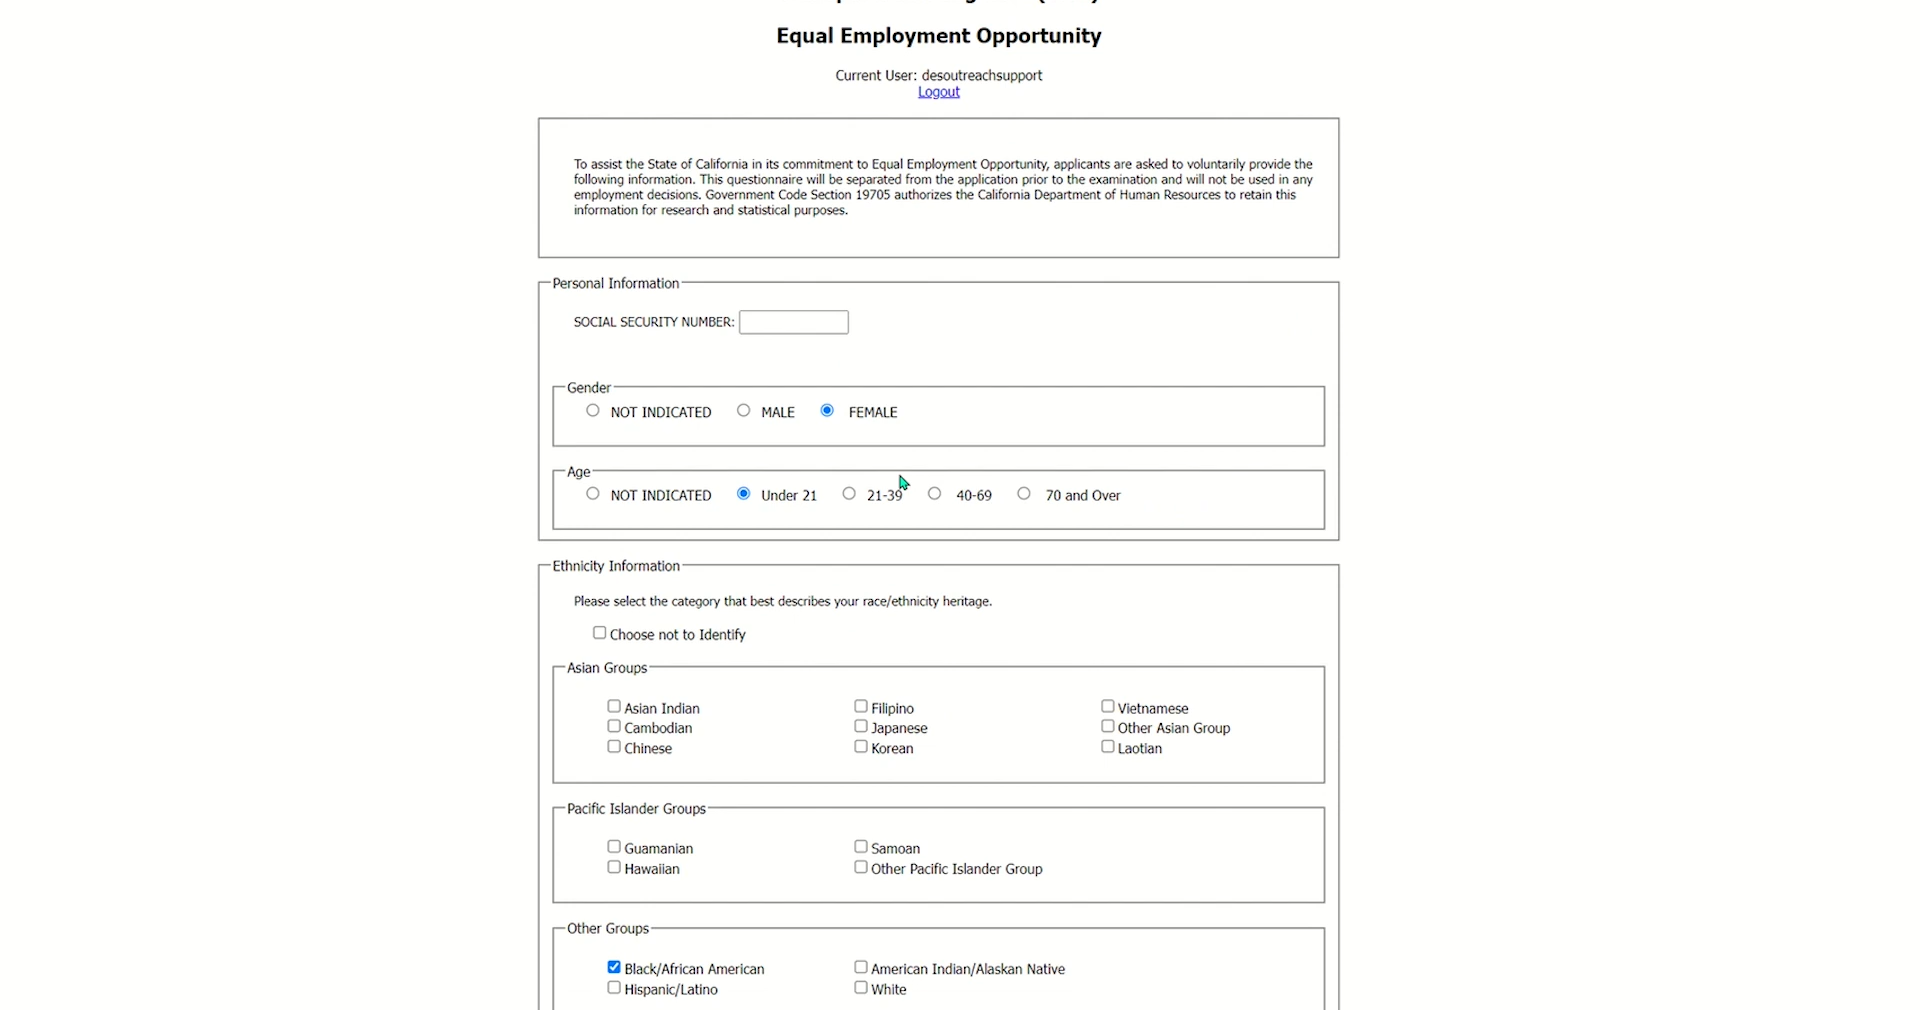 Equal Employment Opportunity
Current User: desoutreachsupport
Logout
To assist the State of California in its commitment to Equal Employment Opportunity, applicants are asked to voluntarily provide the
following information. This questionnaire will be separated from the application prior to the examination and will not be used in any
employment decisions. Government Code Section 19705 authorizes the California Department of Human Resources to retain this
information for research and statistical purposes.
Personal Information
SOCIAL SECURITY NUMBER:
Gender
NOT INDICATED MALE FEMALE
Age
NOT INDICATED Under 21 21-39 40-69 70 and Over
Ethnicity Information
Please select the category that best describes your race/ethnicity heritage.
Choose not to Identify
Asian Groups
Asian Indian Filipino Vietnamese
Cambodian Japanese Other Asian Group
Chinese Korean Laotian
Pacific Islander Groups
Guamanian Samoan
Hawaiian Other Pacific Islander Group
Other Groups
Black/African American American Indian/Alaskan Native
Hispanic/Latino White